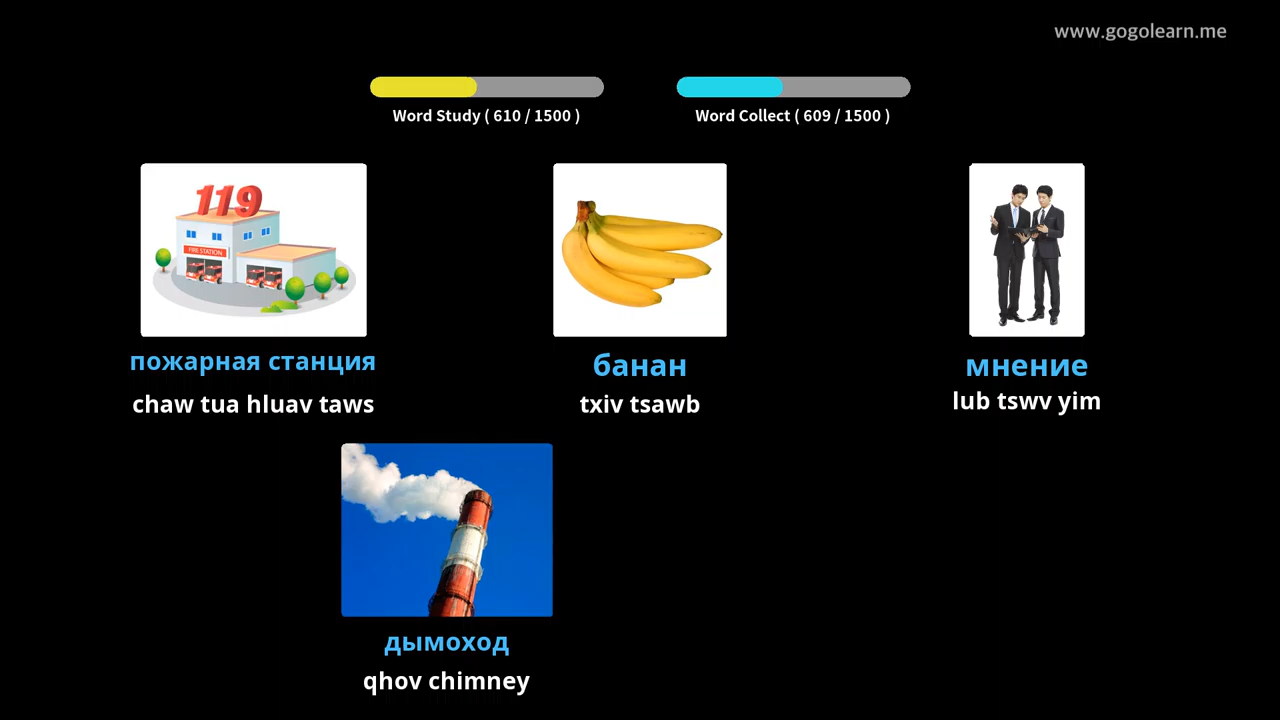 www.gogolearn.me
Word Study ( 610 / 1500 )
Word Collect ( 609 / 1500 )
119
FIRE STATION
пожарная станция
chaw tua hluav taws
банан
txiv tsawb
мнение
lub tswv yim
дымоход
qhov chimney